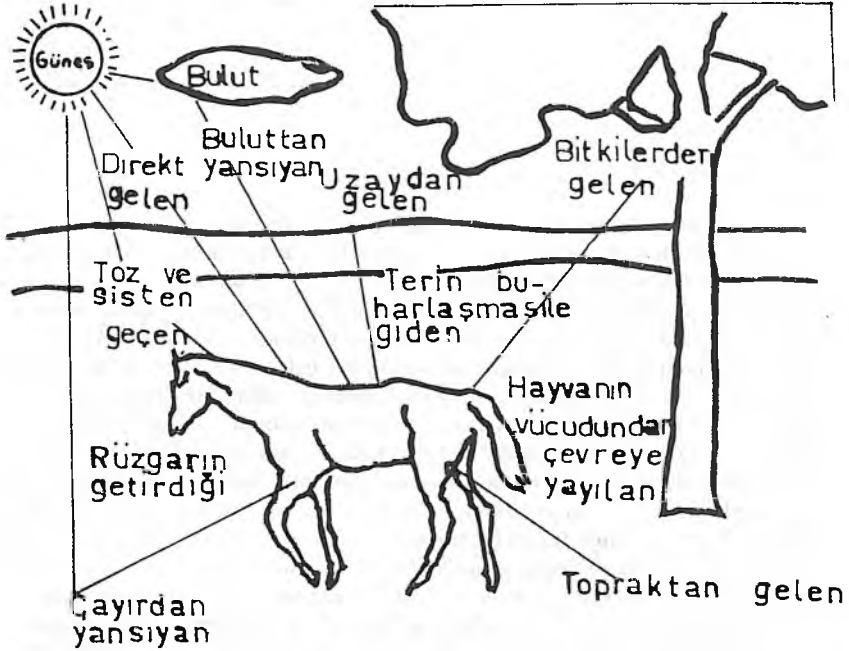 Güneş
Bulut
Buluttan
yansıyan
Direkt
gelen
Uzaydan
gelen
Bitkilerder
gelen
Toz ve
sisten
geçen
Terin bu-
harlaşmasile
giden
Hayvanın
vücudundan
çevreye
yayılan
Rüzgarın
getirdiği
Topraktan gelen
Çayırdan
yansıyan